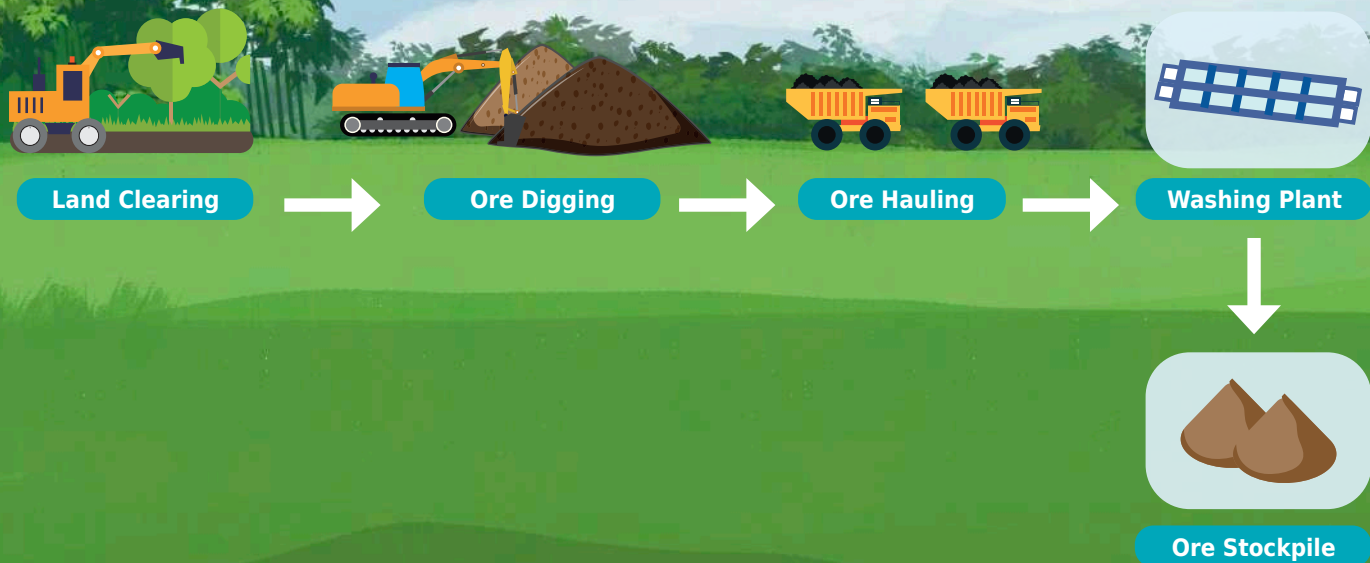 Land Clearing
Ore Digging
Ore Hauling
Washing Plant
Ore Stockpile